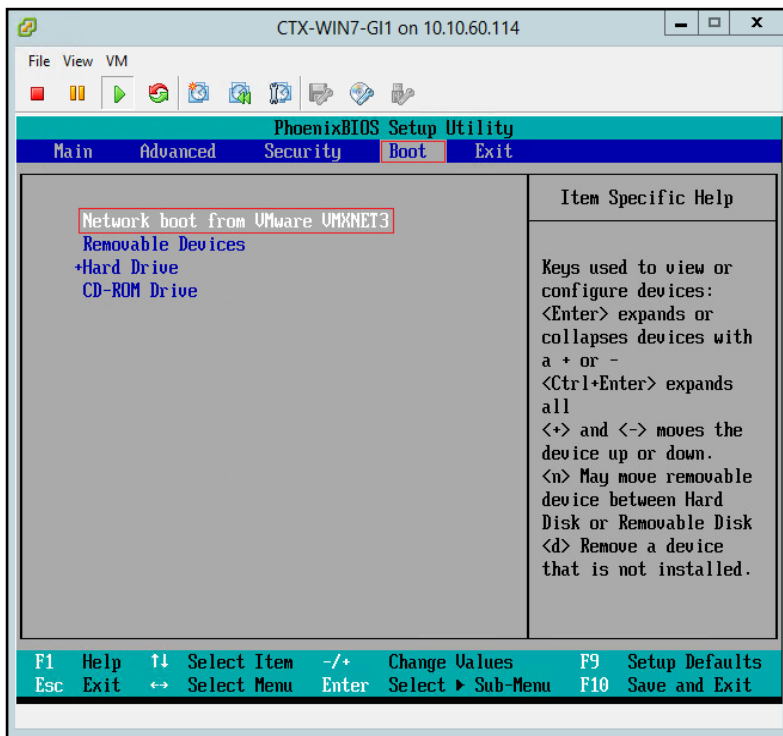 CTX-WIN7-GI1 on 10.10.60.114
File View VM
PhoenixBIOS Setup Utility
Main Advanced Security Boot Exit
Network boot from VMware VMXNET3
Removable Devices
+Hard Drive
CD-ROM Drive
Item Specific Help
Keys used to view or
configure devices:
<Enter> expands or
collapses devices with
a + or -
<Ctrl+Enter> expands
all
<+> and <-> moves the
device up or down.
<n> May move removable
device between Hard
Disk or Removable Disk
<d> Remove a device
that is not installed.
F1 Help ↑↓ Select Item -/+ Change Values F9 Setup Defaults
Esc Exit ↔ Select Menu Enter Select ▶ Sub-Menu F10 Save and Exit